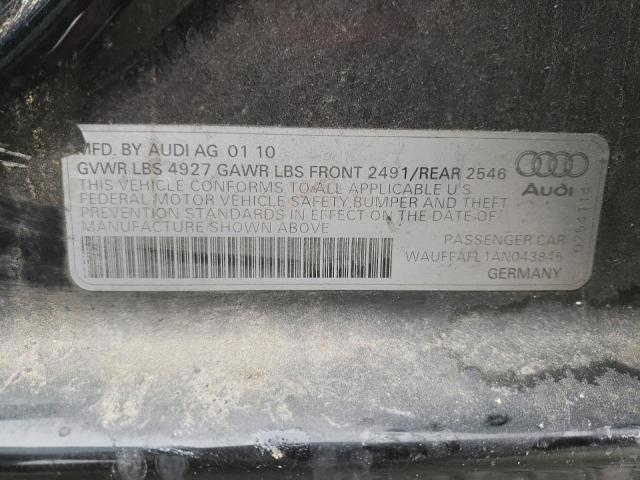 MFD. BY AUDI AG 01 10
GVWR LBS 4927 GAWR LBS FRONT 2491/REAR 2546
THIS VEHICLE CONFORMS TO ALL APPLICABLE U.S.
FEDERAL MOTOR VEHICLE SAFETY,BUMPER AND THEFT
PREVENTION STANDARDS IN EFFECT ON THE DATE OF
MANUFACTURE SHOWN ABOVE
Audi
0254114
PASSENGER CAR
WAUFFAFL1AN043845
GERMANY